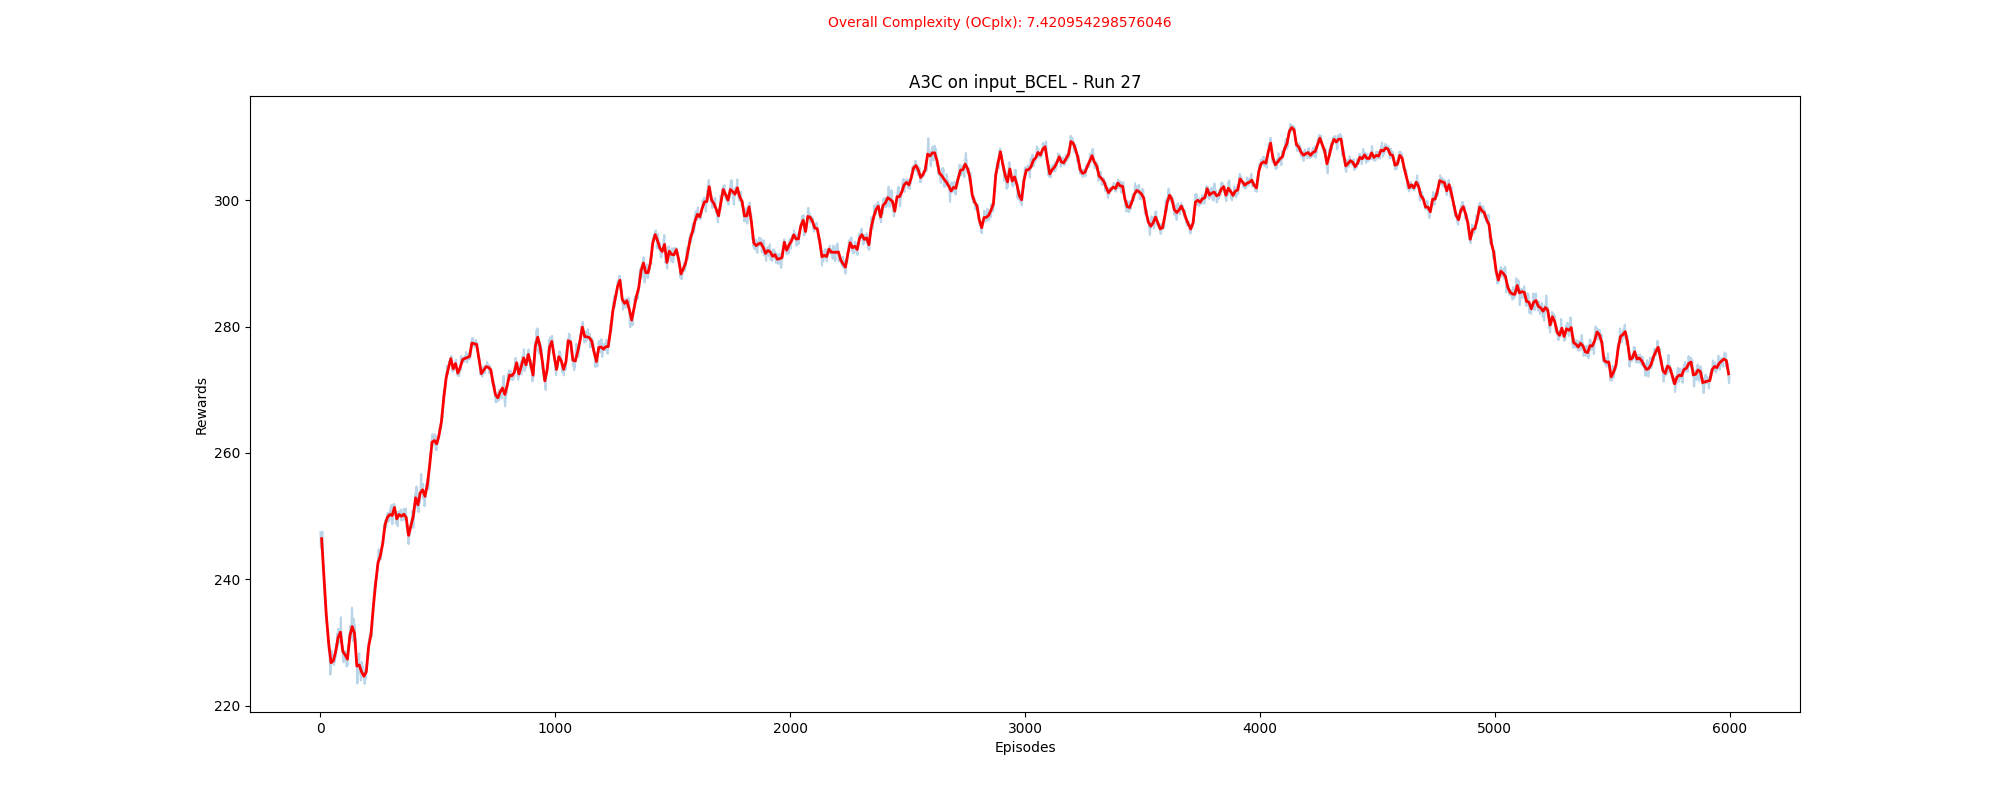 Overall Complexity (OCplx): 7.420954298576046
A3C on input_BCEL - Run 27
Rewards
300
280
260
240
220
0 1000 2000 3000 4000 5000 6000
Episodes